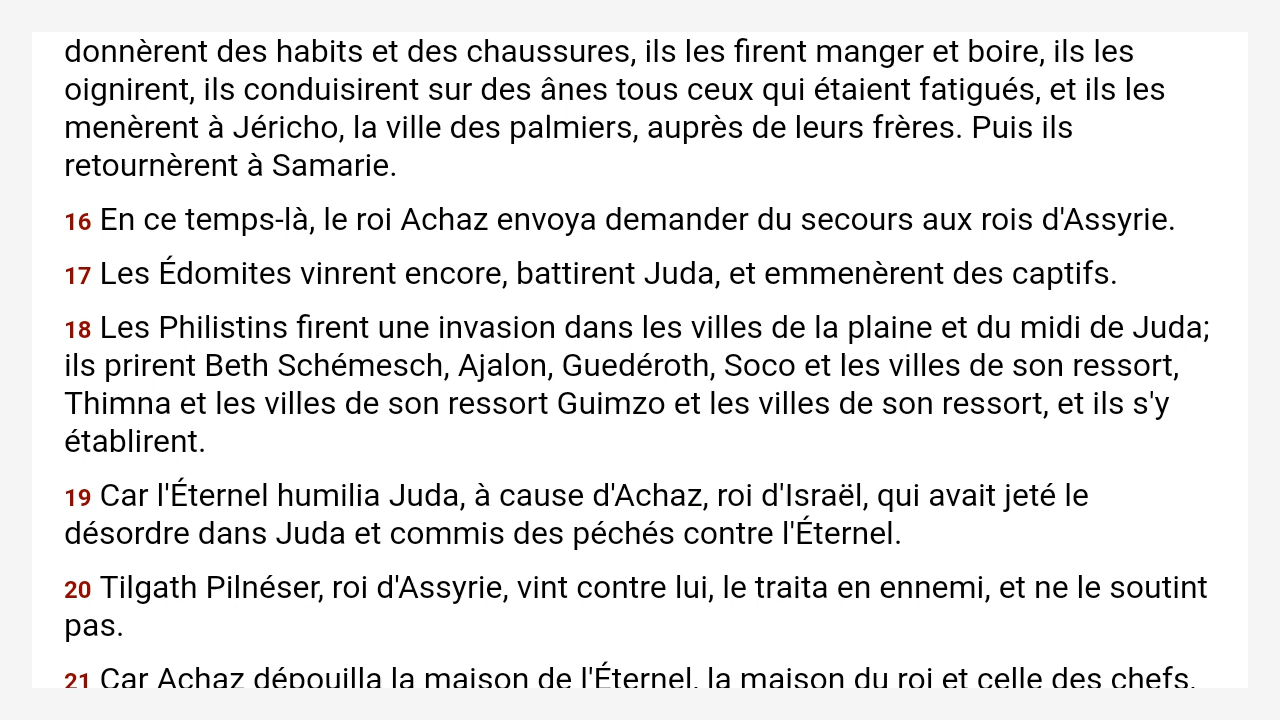 donnèrent des habits et des chaussures, ils les firent manger et boire, ils les
oignirent, ils conduisirent sur des ânes tous ceux qui étaient fatigués, et ils les
menèrent à Jéricho, la ville des palmiers, auprès de leurs frères. Puis ils
retournèrent à Samarie.
16 En ce temps-là, le roi Achaz envoya demander du secours aux rois d'Assyrie.
17 Les Édomites vinrent encore, battirent Juda, et emmenèrent des captifs.
18 Les Philistins firent une invasion dans les villes de la plaine et du midi de Juda;
ils prirent Beth Schémesch, Ajalon, Guedéroth, Soco et les villes de son ressort,
Thimna et les villes de son ressort Guimzo et les villes de son ressort, et ils s'y
établirent.
19 Car l'Éternel humilia Juda, à cause d'Achaz, roi d'Israël, qui avait jeté le
désordre dans Juda et commis des péchés contre l'Éternel.
20 Tilgath Pilnéser, roi d'Assyrie, vint contre lui, le traita en ennemi, et ne le soutint
pas.
21 Car Achaz dépouilla la maison de l'Éternel, la maison du roi et celle des chefs,